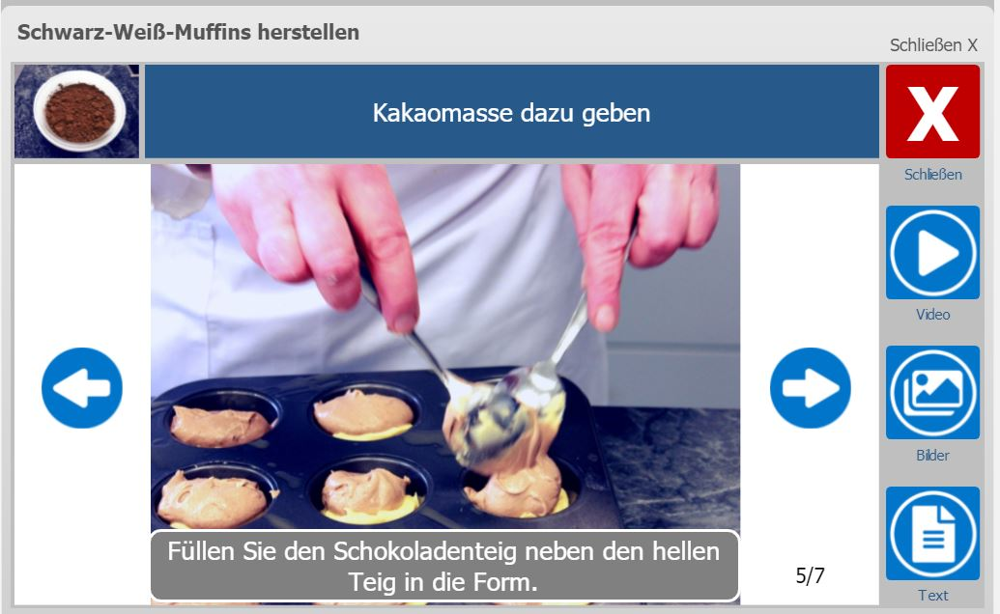 Schwarz-Weiß-Muffins herstellen
Schließen X
Kakaomasse dazu geben
X
Schließen
Video
Bilder
Füllen Sie den Schokoladenteig neben den hellen
Teig in die Form.
5/7
Text